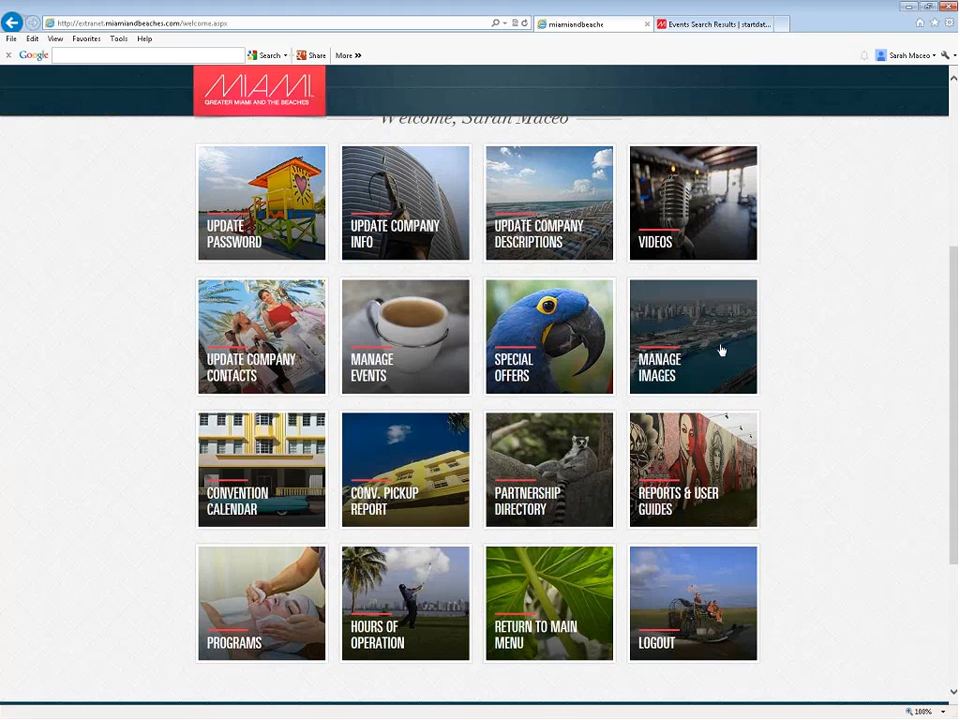 http://extranet.miamiandbeaches.com/welcome.aspx
Events Search Results | startdat...
File Edit View Favorites Tools Help
Google Search Share More »
Sarah Maceo
MIAMI
GREATER MIAMI AND THE BEACHES
Welcome, Sarah Maceo
UPDATE
PASSWORD
UPDATE COMPANY
INFO
UPDATE COMPANY
DESCRIPTIONS
VIDEOS
UPDATE COMPANY
CONTACTS
MANAGE
EVENTS
SPECIAL
OFFERS
MANAGE
IMAGES
CONVENTION
CALENDAR
CONV. PICKUP
REPORT
PARTNERSHIP
DIRECTORY
REPORTS & USER
GUIDES
PROGRAMS
HOURS OF
OPERATION
RETURN TO MAIN
MENU
LOGOUT
100%